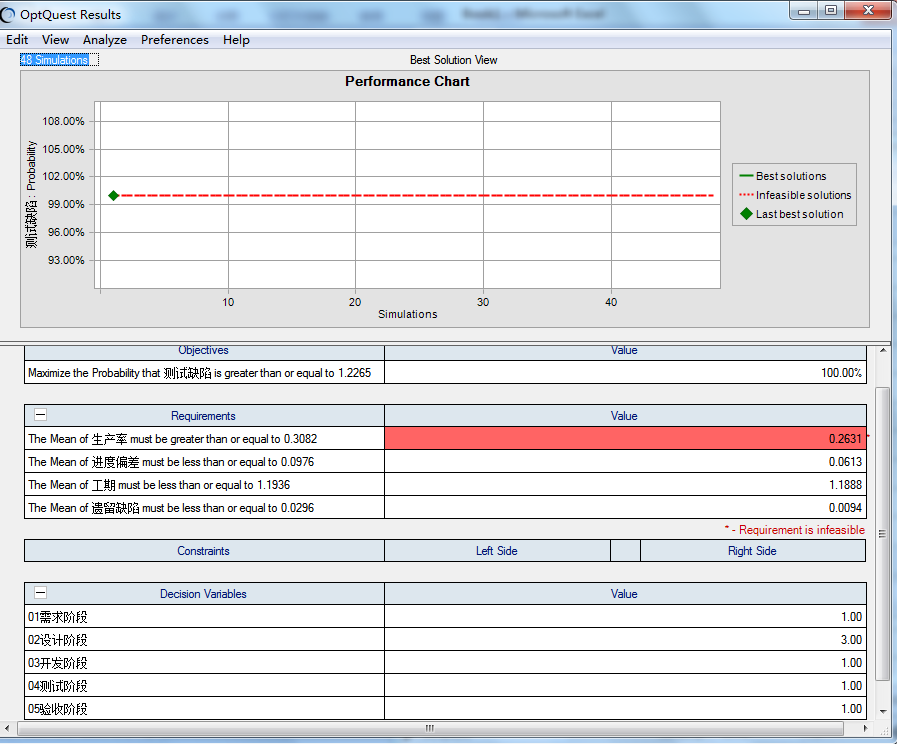 OptQuest Results
Edit View Analyze Preferences Help
48 Simulations
Best Solution View
Performance Chart
108.00%
105.00%
102.00%
99.00%
96.00%
93.00%
测试缺陷 : Probability
10 20 30 40
Simulations
Best solutions
Infeasible solutions
Last best solution
Objectives Value
Maximize the Probability that 测试缺陷 is greater than or equal to 1.2265 100.00%
Requirements Value
The Mean of 生产率 must be greater than or equal to 0.3082 0.2631 *
The Mean of 进度偏差 must be less than or equal to 0.0976 0.0613
The Mean of 工期 must be less than or equal to 1.1936 1.1888
The Mean of 遗留缺陷 must be less than or equal to 0.0296 0.0094
* - Requirement is infeasible
Constraints Left Side Right Side
Decision Variables Value
01需求阶段 1.00
02设计阶段 3.00
03开发阶段 1.00
04测试阶段 1.00
05验收阶段 1.00